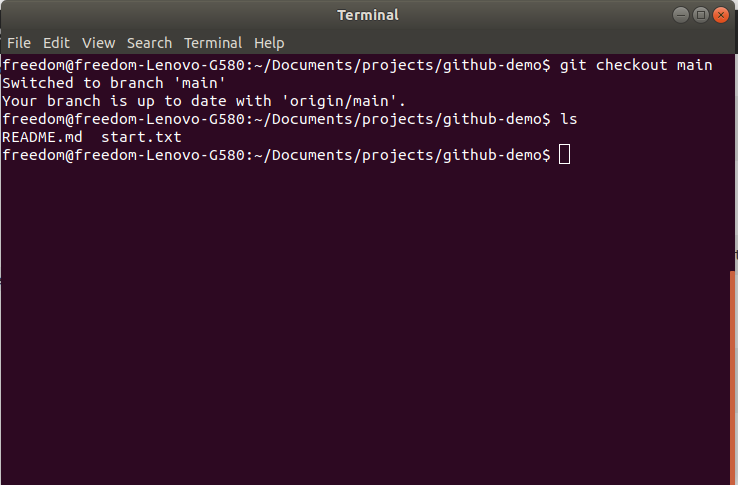 Terminal
File Edit View Search Terminal Help
freedom@freedom-Lenovo-G580:~/Documents/projects/github-demo$ git checkout main
Switched to branch 'main'
Your branch is up to date with 'origin/main'.
freedom@freedom-Lenovo-G580:~/Documents/projects/github-demo$ ls
README.md  start.txt
freedom@freedom-Lenovo-G580:~/Documents/projects/github-demo$